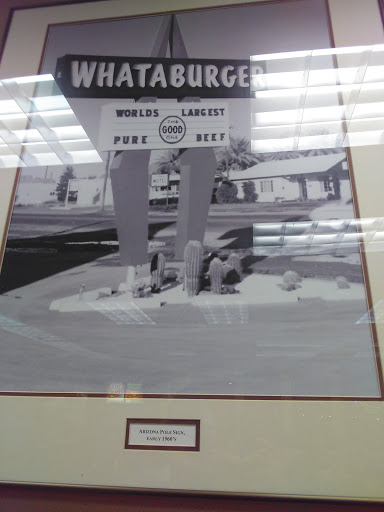 WHATABURGER
WORLDS LARGEST
GOOD
PURE BEEF
ARIZONA POLE SIGN,
EARLY 1960'S